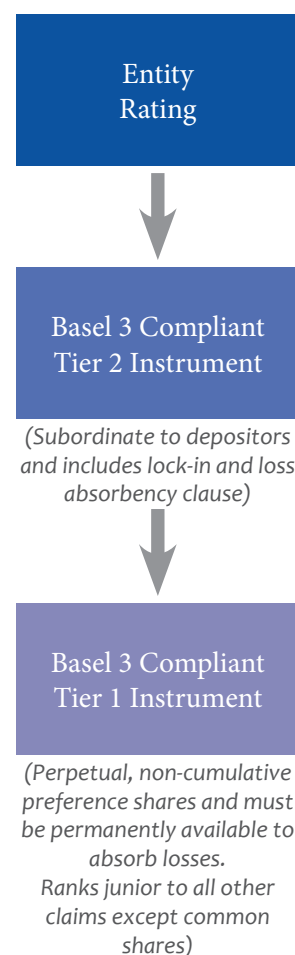 Entity
Rating
Basel 3 Compliant
Tier 2 Instrument
(Subordinate to depositors
and includes lock-in and loss
absorbency clause)
Basel 3 Compliant
Tier 1 Instrument
(Perpetual, non-cumulative
preference shares and must
be permanently available to
absorb losses.
Ranks junior to all other
claims except common
shares)